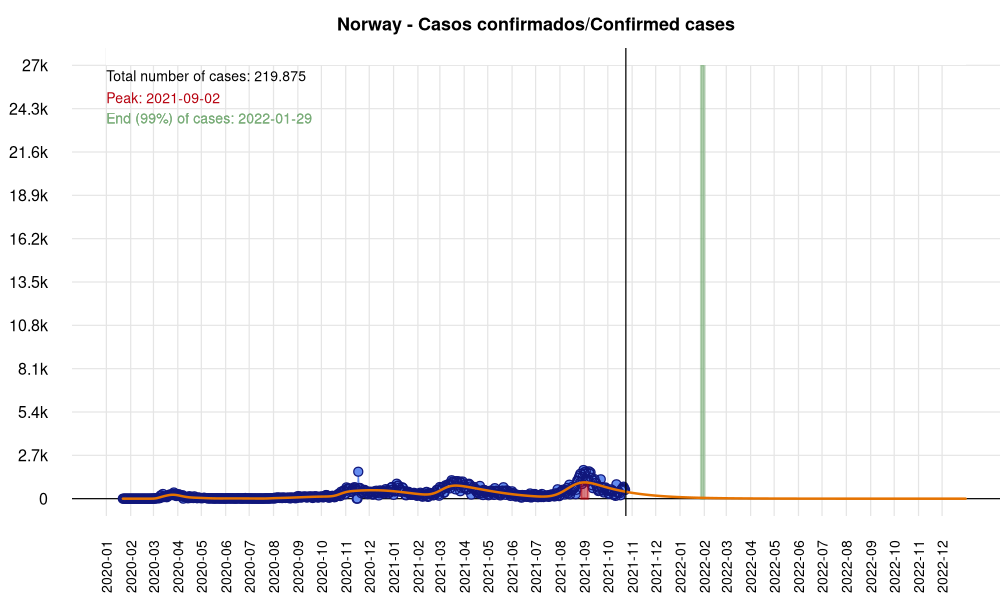 Norway - Casos confirmados/Confirmed cases
Total number of cases: 219.875
Peak: 2021-09-02
End (99%) of cases: 2022-01-29
27k
24.3k
21.6k
18.9k
16.2k
13.5k
10.8k
8.1k
5.4k
2.7k
0
2020-01
2020-02
2020-03
2020-04
2020-05
2020-06
2020-07
2020-08
2020-09
2020-10
2020-11
2020-12
2021-01
2021-02
2021-03
2021-04
2021-05
2021-06
2021-07
2021-08
2021-09
2021-10
2021-11
2021-12
2022-01
2022-02
2022-03
2022-04
2022-05
2022-06
2022-07
2022-08
2022-09
2022-10
2022-11
2022-12